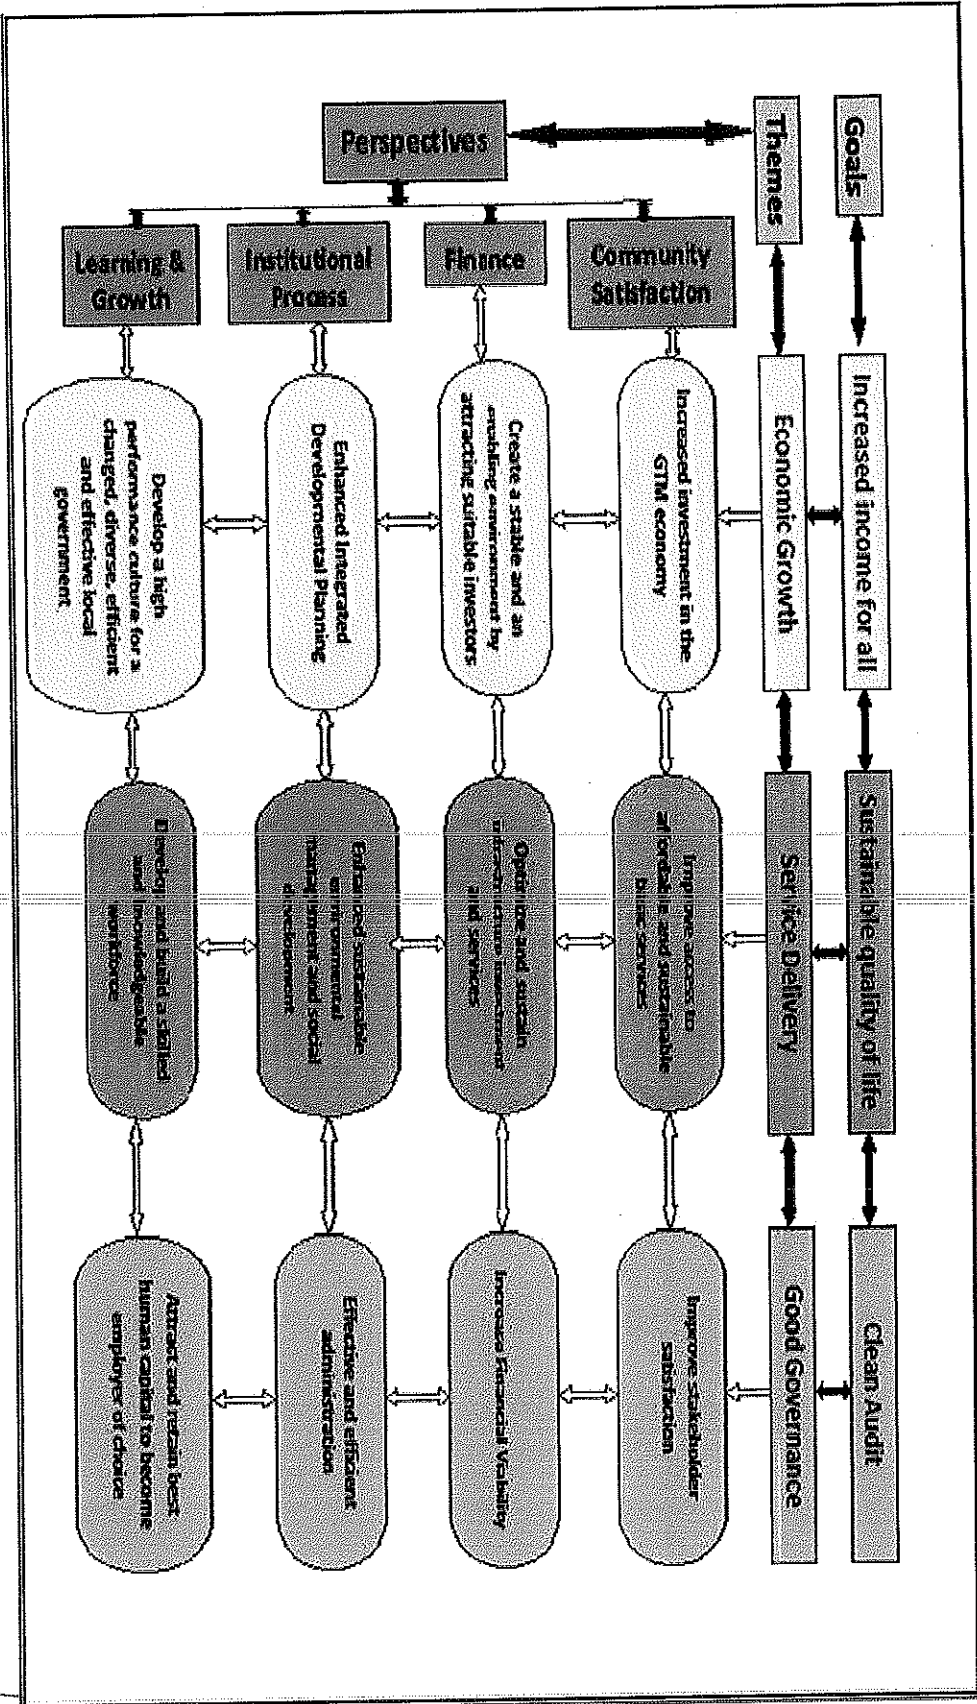 Goals
Increased income for all
Sustainable quality of life
Clean Audit
Themes
Economic Growth
Service Delivery
Good Governance
Perspectives
Community
Satisfaction
Increased investment in the
GTM economy
Improve access to
affordable and sustainable
basic services
Improve stakeholder
satisfaction
Finance
Create a stable and an
enabling environment by
attracting suitable investors
Optimize and sustain
infrastructure investment
and services
Increase Financial Viability
Institutional
Process
Enhanced Integrated
Developmental Planning
Enhanced sustainable
environmental
management and social
development
Effective and efficient
administration
Learning &
Growth
Develop a high
performance culture for a
changed, diverse, efficient
and effective local
government
Develop and build a skilled
and knowledgeable
workforce
Attract and retain best
human capital to become
employer of choice